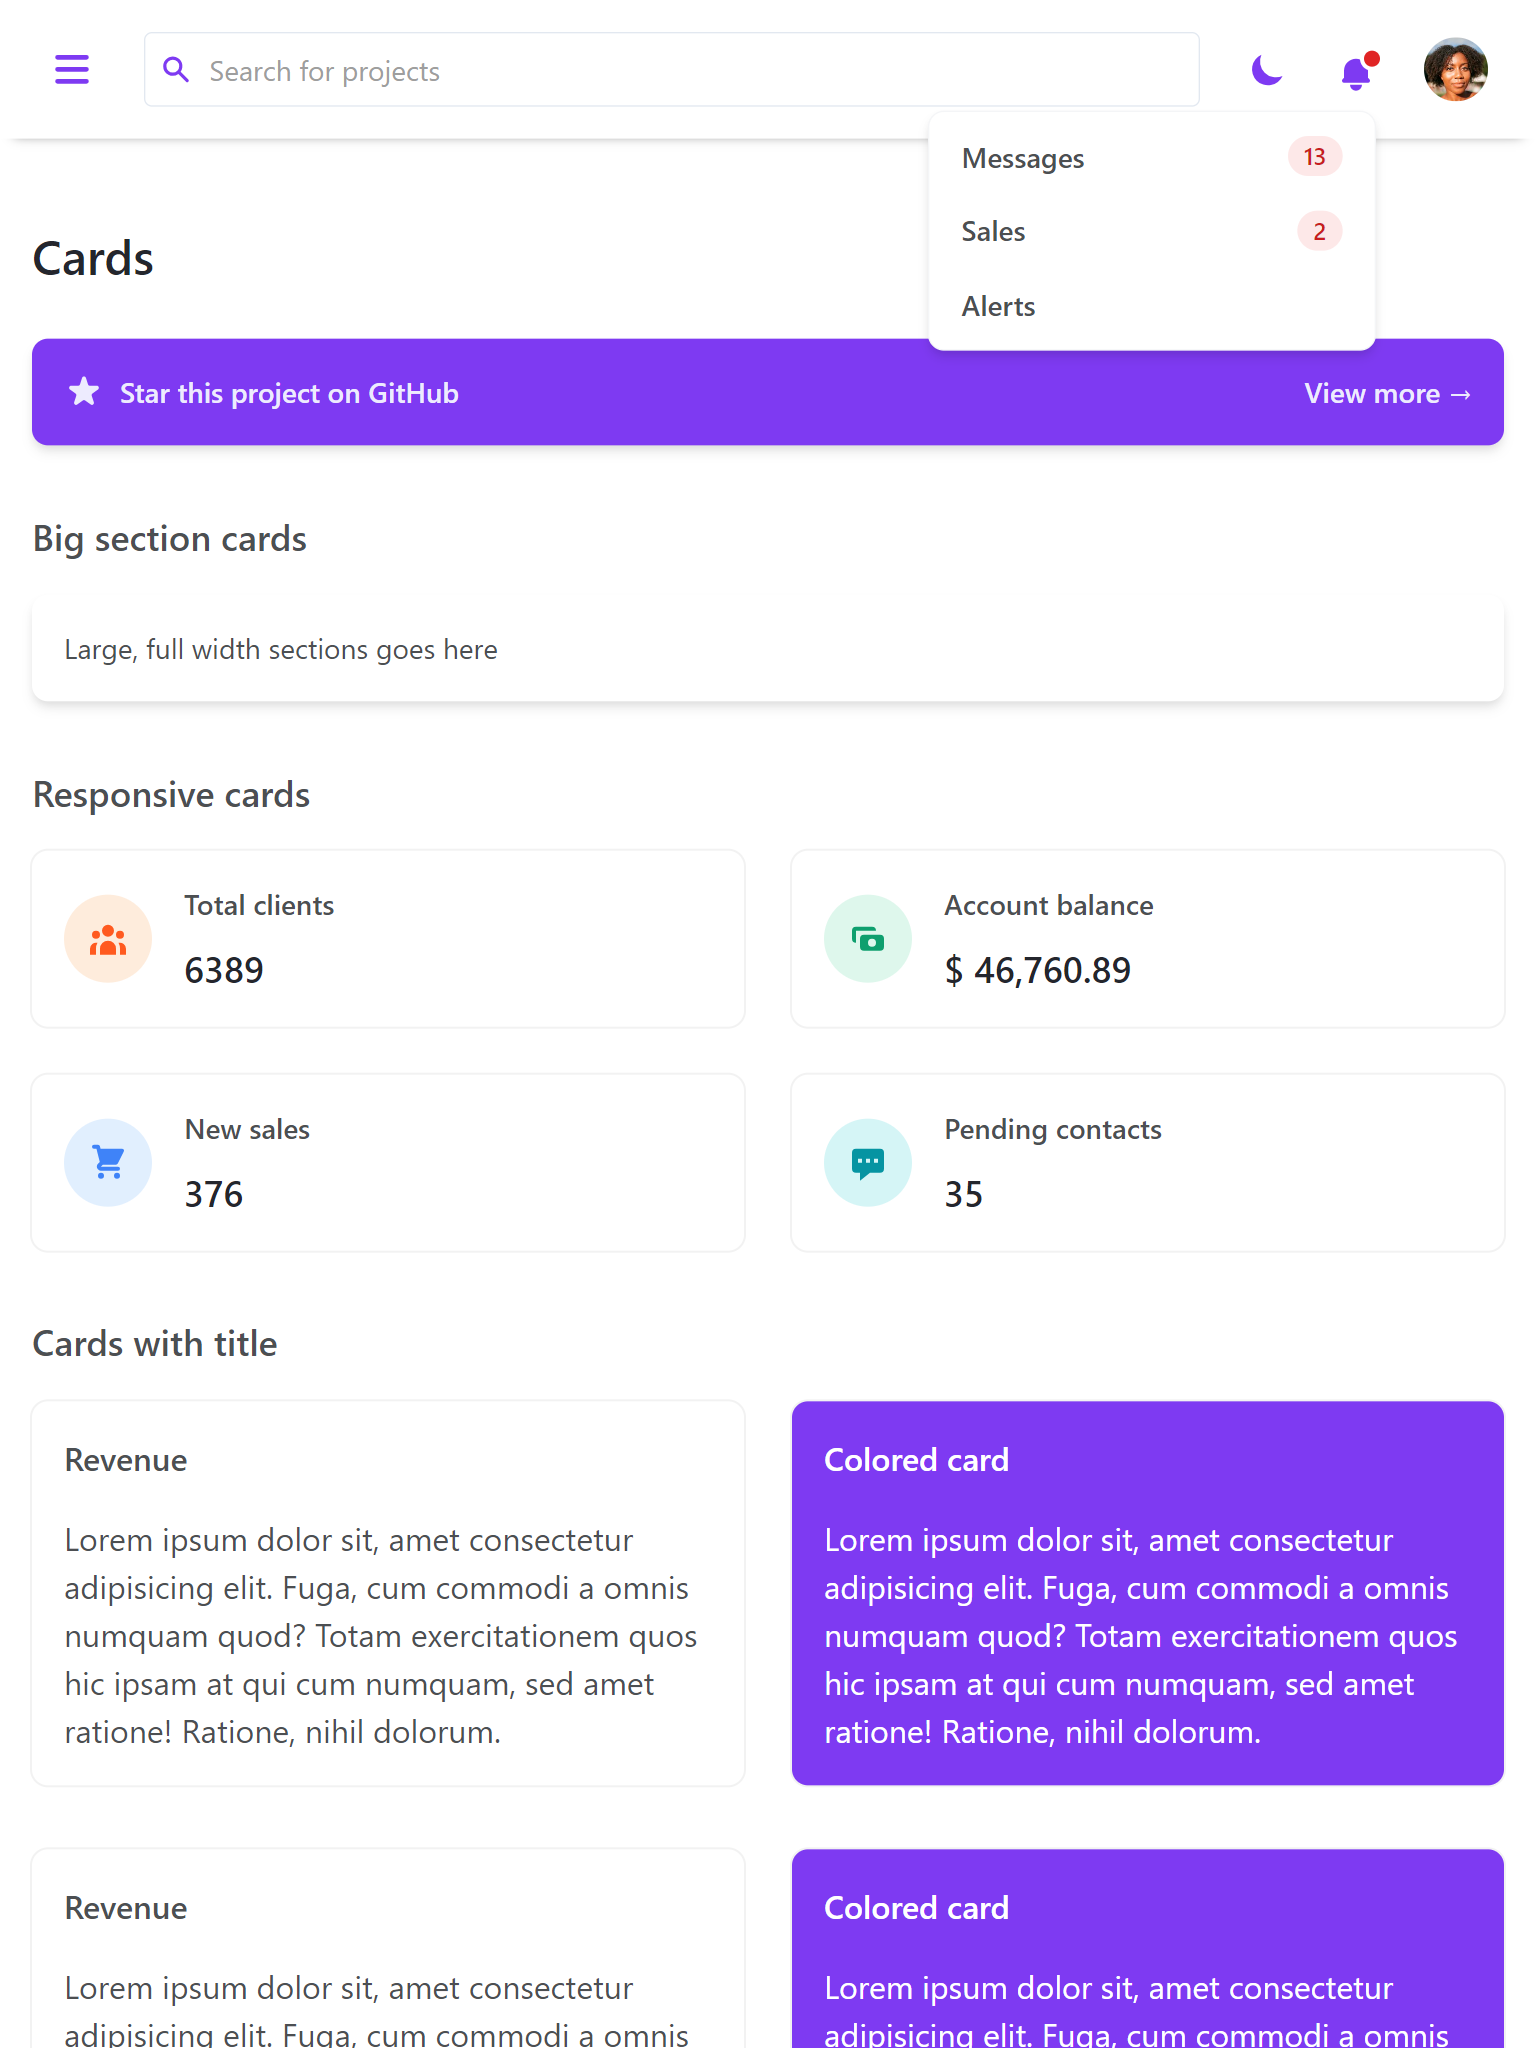 Search for projects
Messages 13
Sales 2
Alerts
Cards
Star this project on GitHub
View more →
Big section cards
Large, full width sections goes here
Responsive cards
Total clients
6389
Account balance
$ 46,760.89
New sales
376
Pending contacts
35
Cards with title
Revenue
Lorem ipsum dolor sit, amet consectetur
adipisicing elit. Fuga, cum commodi a omnis
numquam quod? Totam exercitationem quos
hic ipsam at qui cum numquam, sed amet
ratione! Ratione, nihil dolorum.
Colored card
Lorem ipsum dolor sit, amet consectetur
adipisicing elit. Fuga, cum commodi a omnis
numquam quod? Totam exercitationem quos
hic ipsam at qui cum numquam, sed amet
ratione! Ratione, nihil dolorum.
Revenue
Lorem ipsum dolor sit, amet consectetur
adipisicing elit. Fuga, cum commodi a omnis
Colored card
Lorem ipsum dolor sit, amet consectetur
adipisicing elit. Fuga, cum commodi a omnis